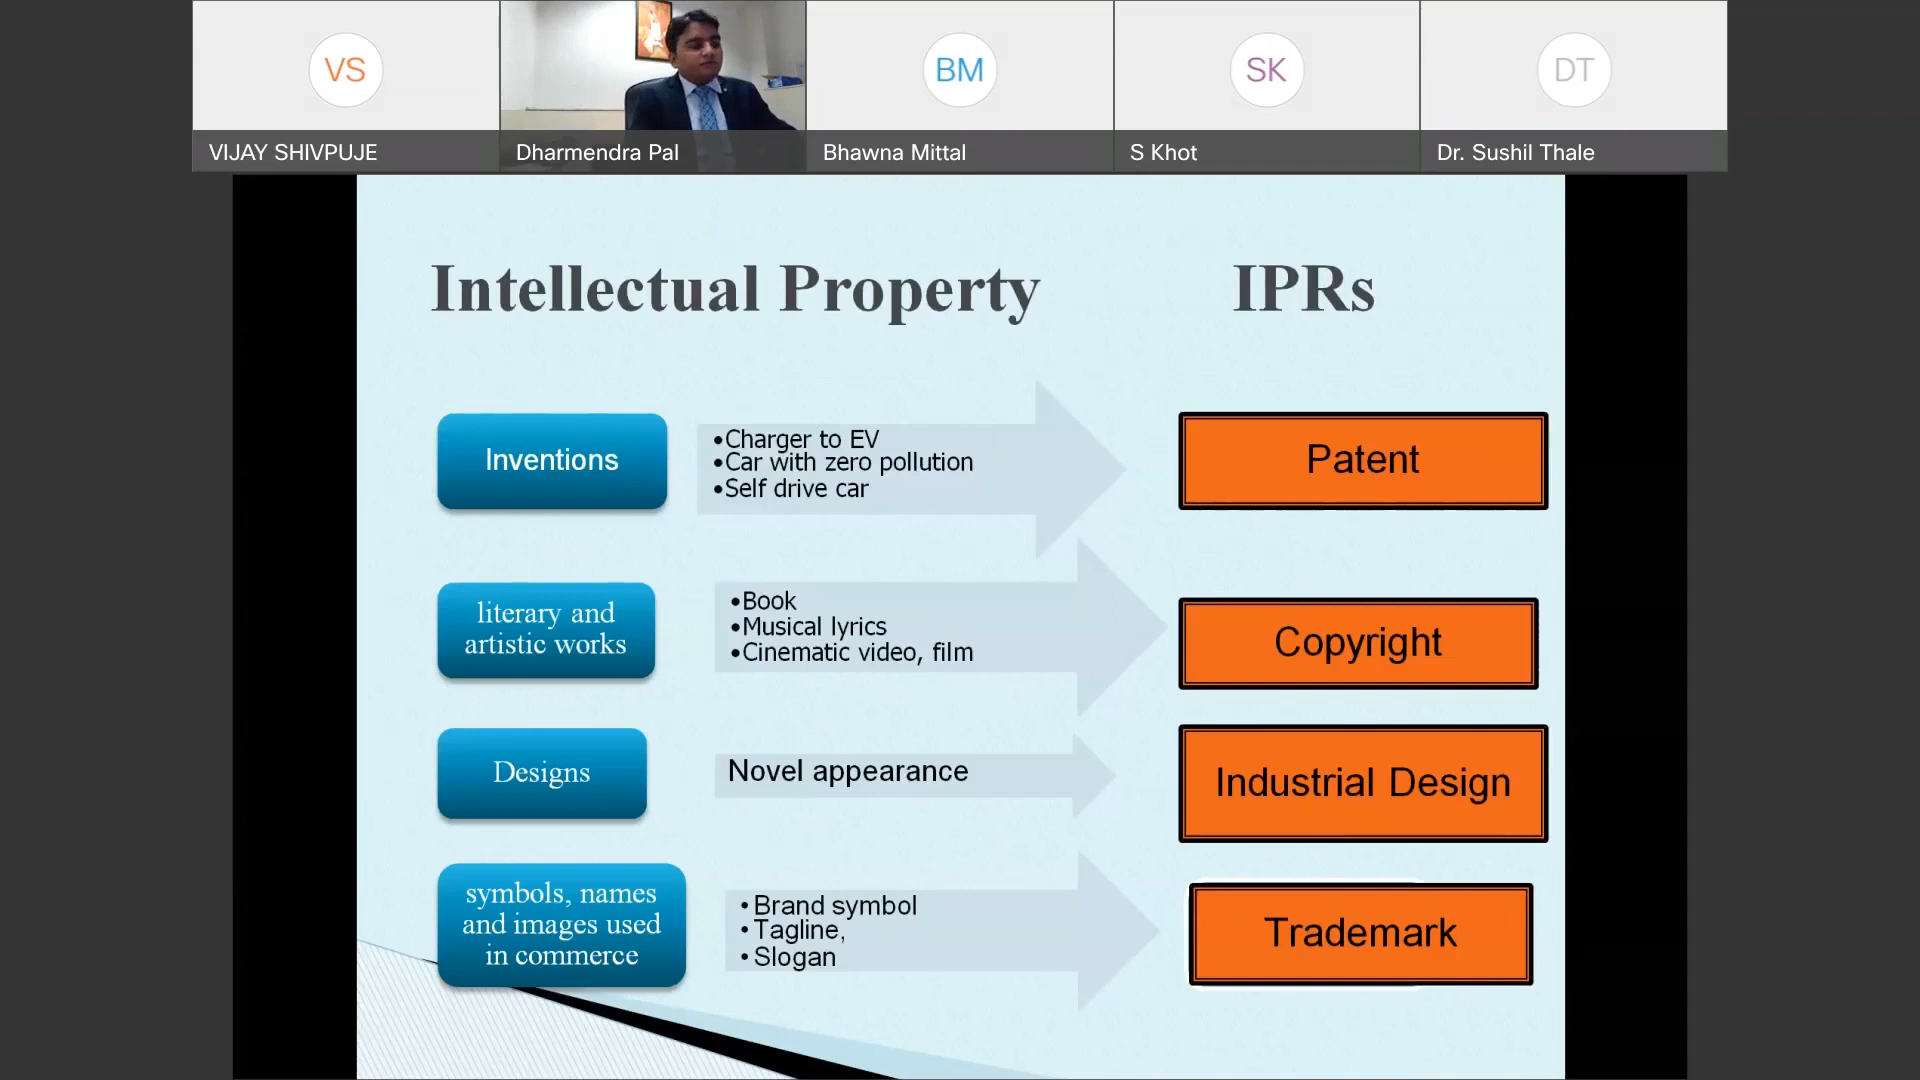 VS
BM
SK
DT
VIJAY SHIVPUJE
Dharmendra Pal
Bhawna Mittal
S Khot
Dr. Sushil Thale
Intellectual Property
IPRs
Inventions
•Charger to EV
•Car with zero pollution
•Self drive car
Patent
literary and
artistic works
•Book
•Musical lyrics
•Cinematic video, film
Copyright
Designs
Novel appearance
Industrial Design
symbols, names
and images used
in commerce
•Brand symbol
•Tagline,
•Slogan
Trademark